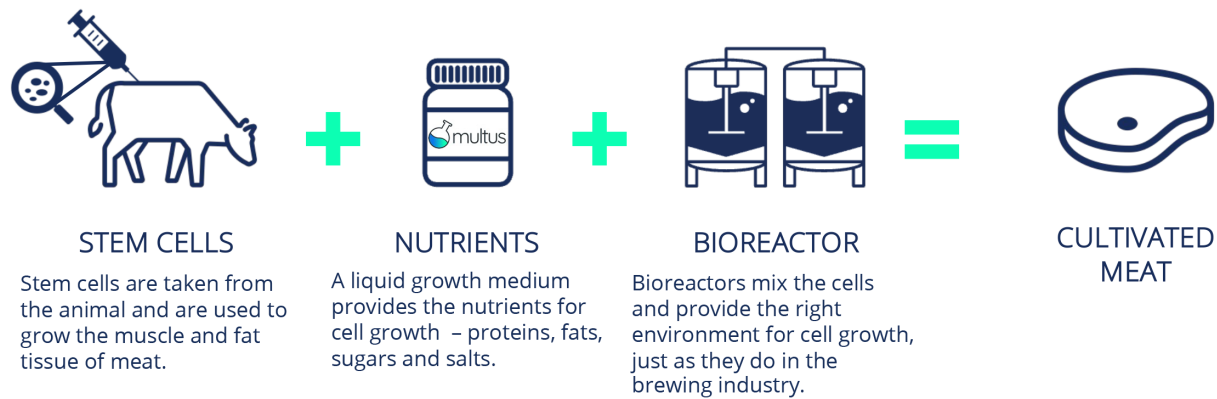 multus
STEM CELLS
Stem cells are taken from
the animal and are used to
grow the muscle and fat
tissue of meat.
NUTRIENTS
A liquid growth medium
provides the nutrients for
cell growth – proteins, fats,
sugars and salts.
BIOREACTOR
Bioreactors mix the cells
and provide the right
environment for cell growth,
just as they do in the
brewing industry.
CULTIVATED
MEAT